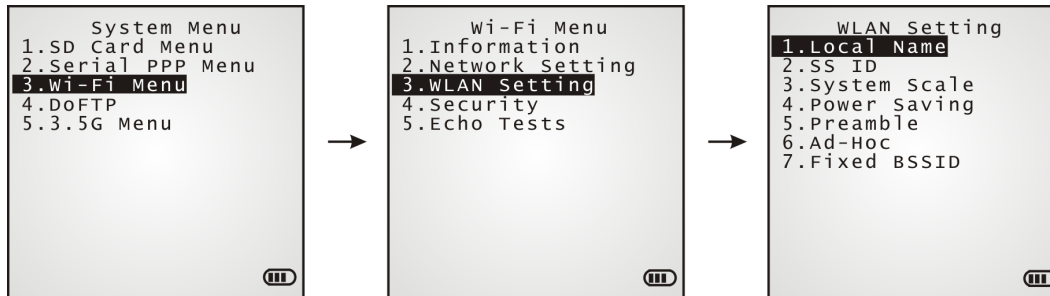 System Menu
1.SD Card Menu
2.Serial PPP Menu
3.Wi-Fi Menu
4.DoFTP
5.3.5G Menu
Wi-Fi Menu
1.Information
2.Network Setting
3.WLAN Setting
4.Security
5.Echo Tests
WLAN Setting
1.Local Name
2.SS ID
3.System Scale
4.Power Saving
5.Preamble
6.Ad-Hoc
7.Fixed BSSID